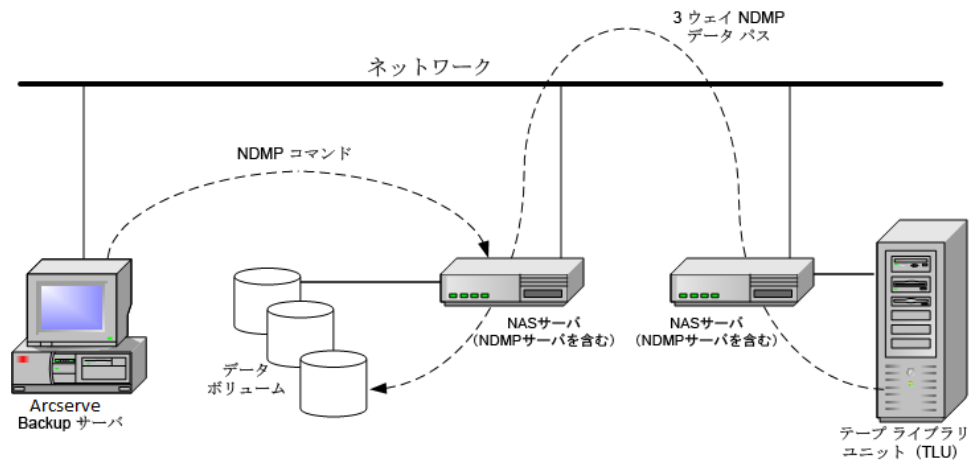 3 ウェイ NDMP
データ パス
ネットワーク
NDMP コマンド
NASサーバ
(NDMPサーバを含む)
NASサーバ
(NDMPサーバを含む)
データ
ボリューム
Arcserve
Backup サーバ
テープ ライブラリ
ユニット (TLU)